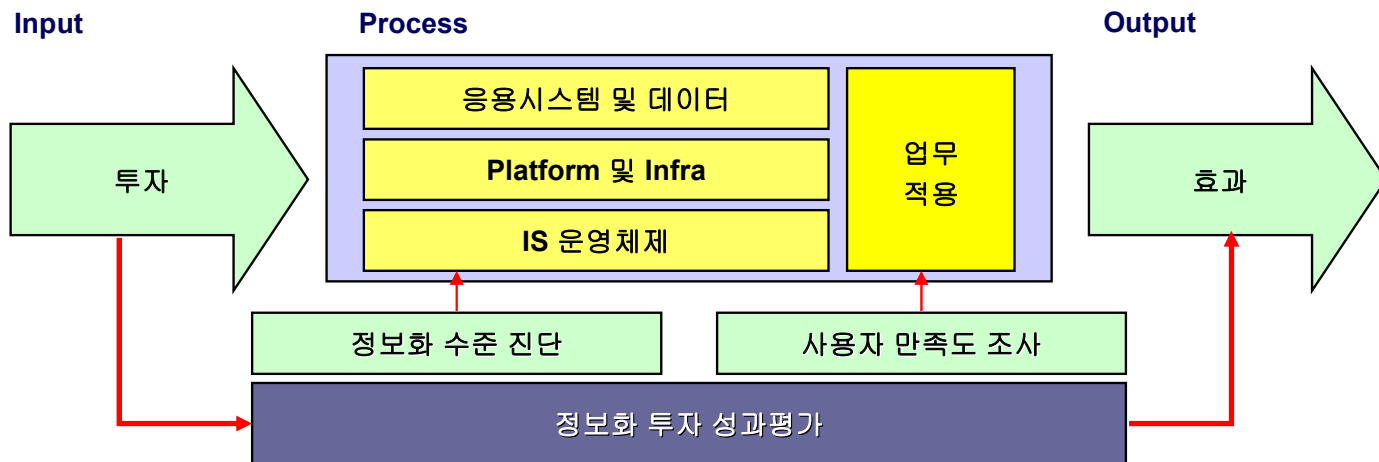 Input
Process
Output
투자
응용시스템 및 데이터
Platform 및 Infra
IS 운영체제
업무
적용
효과
정보화 수준 진단
사용자 만족도 조사
정보화 투자 성과평가